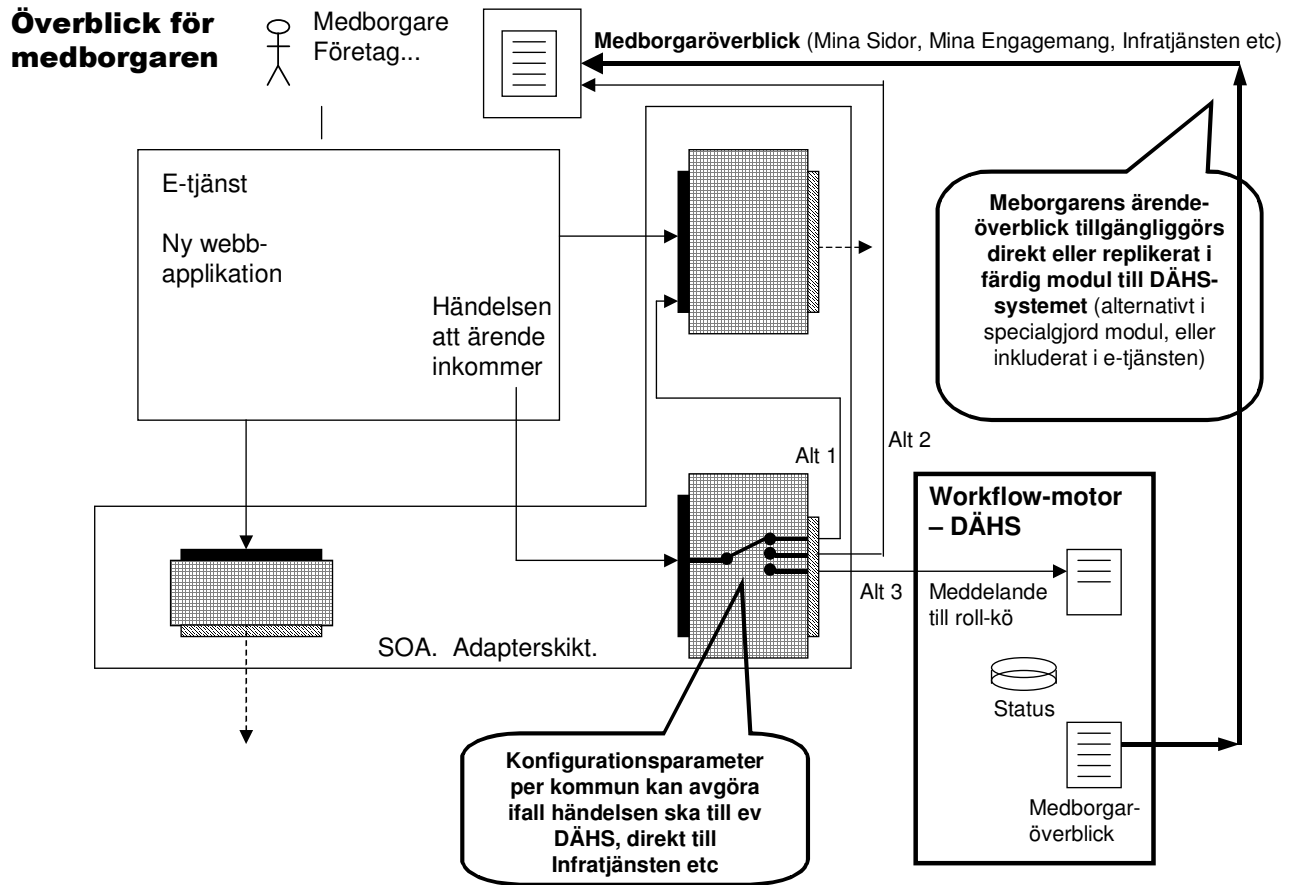 Överblick för
medborgaren
Medborgare
Företag...
Medborgaröverblick (Mina Sidor, Mina Engagemang, Infratjänsten etc)
E-tjänst
Ny webb-
applikation
Händelsen
att ärende
inkommer
Meborgarens ärende-
överblick tillgängliggörs
direkt eller replikerat i
färdig modul till DÄHS-
systemet (alternativt i
specialgjord modul, eller
inkluderat i e-tjänsten)
Alt 1
Alt 2
Alt 3
Workflow-motor
– DÄHS
Meddelande
till roll-kö
Status
Medborgar-
överblick
SOA. Adapterskikt.
Konfigurationsparameter
per kommun kan avgöra
ifall händelsen ska till ev
DÄHS, direkt till
Infratjänsten etc